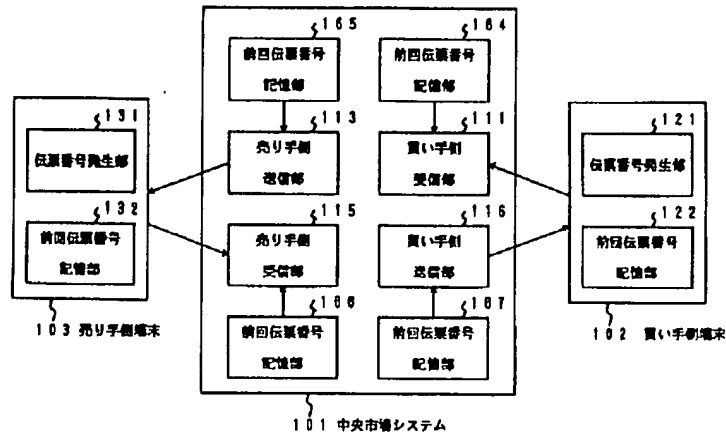 165
164
前回伝票番号
記憶部
前回伝票番号
記憶部
131
113
111
121
伝票番号発生部
売り手側
送信部
買い手側
受信部
伝票番号発生部
132
115
116
122
前回伝票番号
記憶部
売り手側
受信部
買い手側
送信部
前回伝票番号
記憶部
166
167
103 売り手側端末
前回伝票番号
記憶部
前回伝票番号
記憶部
102 買い手側端末
101 中央市場システム